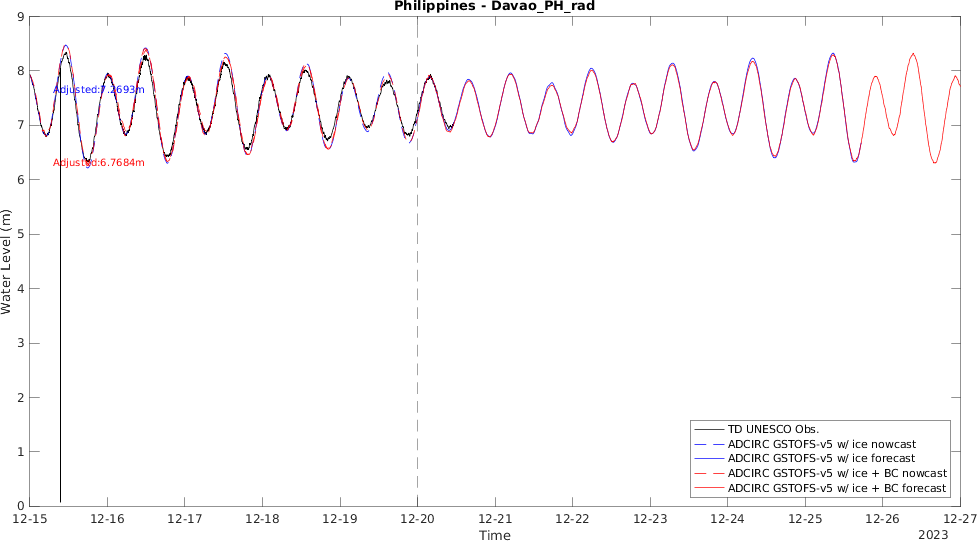 Philippines - Davao_PH_rad
9
8
7
6
5
4
3
2
1
0
Water Level (m)
Adjusted:7.2693m
Adjusted:6.7684m
TD UNESCO Obs.
ADCIRC GSTOFS-v5 w/ ice nowcast
ADCIRC GSTOFS-v5 w/ ice forecast
ADCIRC GSTOFS-v5 w/ ice + BC nowcast
ADCIRC GSTOFS-v5 w/ ice + BC forecast
12-15 12-16 12-17 12-18 12-19 12-20 12-21 12-22 12-23 12-24 12-25 12-26 12-27
Time
2023